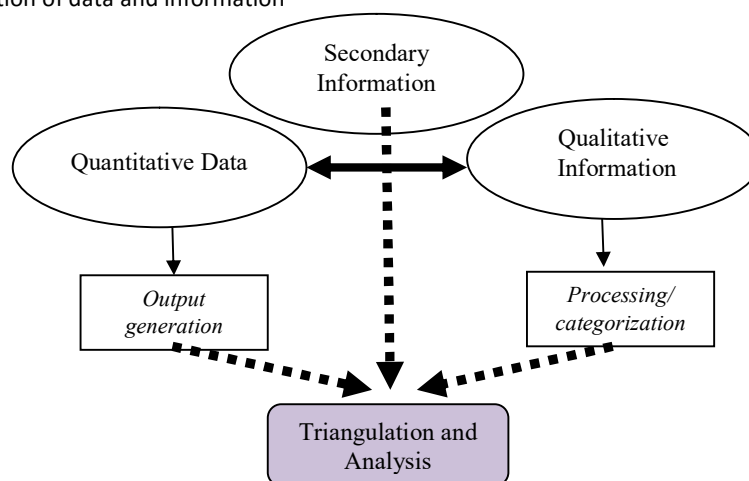 tion of data and information
Secondary
Information
Quantitative Data
Qualitative
Information
Output
generation
Processing/
categorization
Triangulation and
Analysis